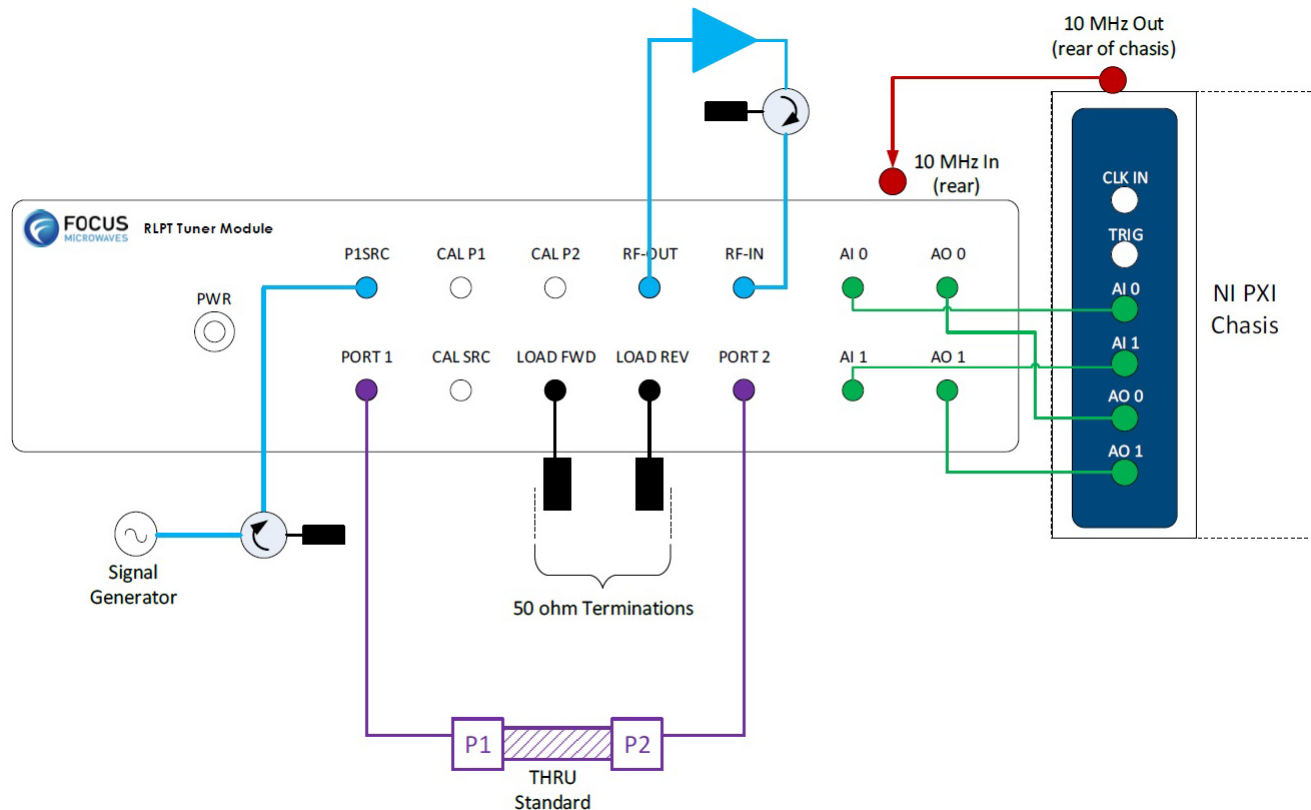 10 MHz Out
(rear of chasis)
10 MHz In
(rear)
CLK IN
TRIG
AI 0
AI 1
AO 0
AO 1
NI PXI
Chasis
FOCUS
MICROWAVES
RLPT Tuner Module
PWR
P1SRC
CAL P1
CAL P2
RF-OUT
RF-IN
AI 0
AO 0
PORT 1
CAL SRC
LOAD FWD
LOAD REV
PORT 2
AI 1
AO 1
Signal
Generator
50 ohm Terminations
P1
P2
THRU
Standard